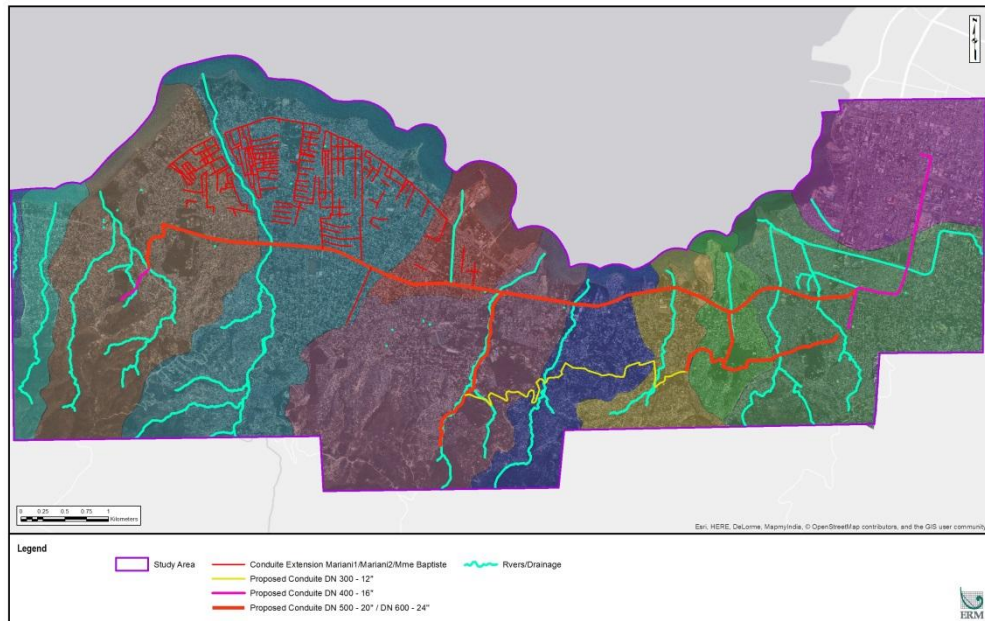 0 0.25 0.5 0.75 1
Kilometers
Esri, HERE, DeLorme, MapmyIndia, © OpenStreetMap contributors, and the GIS user community
Legend
Study Area
Conduite Extension Mariani1/Mariani2/Mme Baptiste
Rvers/Drainage
Proposed Conduite DN 300 - 12"
Proposed Conduite DN 400 - 16"
Proposed Conduite DN 500 - 20" / DN 600 - 24"
ERM